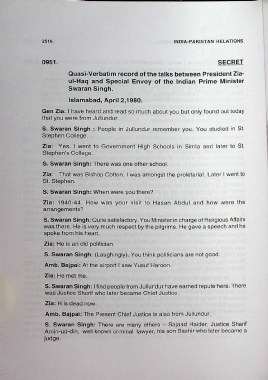 2516 INDIA-PAKISTAN RELATIONS
0951. SECRET
Quasi-Verbatim record of the talks between President Zia-
ul-Haq and Special Envoy of the Indian Prime Minister
Swaran Singh.
Islamabad, April 2,1980.
Gen Zia: I have heard and read so much about you but only found out today
that you were from Jullundur.
S. Swaran Singh : People in Jullundur remember you. You studied in St.
Stephen College.
Zia: Yes. I went to Government High Schools in Simla and later to St.
Stephen's College.
S. Swaran Singh: There was one other school.
Zia: That was Bishop Cotton. I was amongst the proletariat. Later I went to
St. Stephen.
S. Swaran Singh: When were you there?
Zia: 1940-44. How was your visit to Hasan Abdul and how were the
arrangements?
S. Swaran Singh: Quite satisfactory. You Minister in charge of Religious Affairs
was there. He is very much respected by the pilgrims. He gave a speech and he
spoke from his heart.
Zia: He is an old politician.
S. Swaran Singh: (Laughingly). You think politicians are not good.
Amb. Bajpai: At the airport I saw Yusuf Haroon.
Zia: He met me.
S. Swaran Singh: I find people from Jullundur have earned repute here. There
was Justice Sharif who later became Chief Justice.
Zia: He is dead now.
Amb. Bajpai: The Present Chief Justice is also from Jullundur.
S. Swaran Singh: There are many others – Sajjad Haider, Justice Sharif
Amin-ud-din, well known criminal lawyer, his son Bashir who later became a
judge.